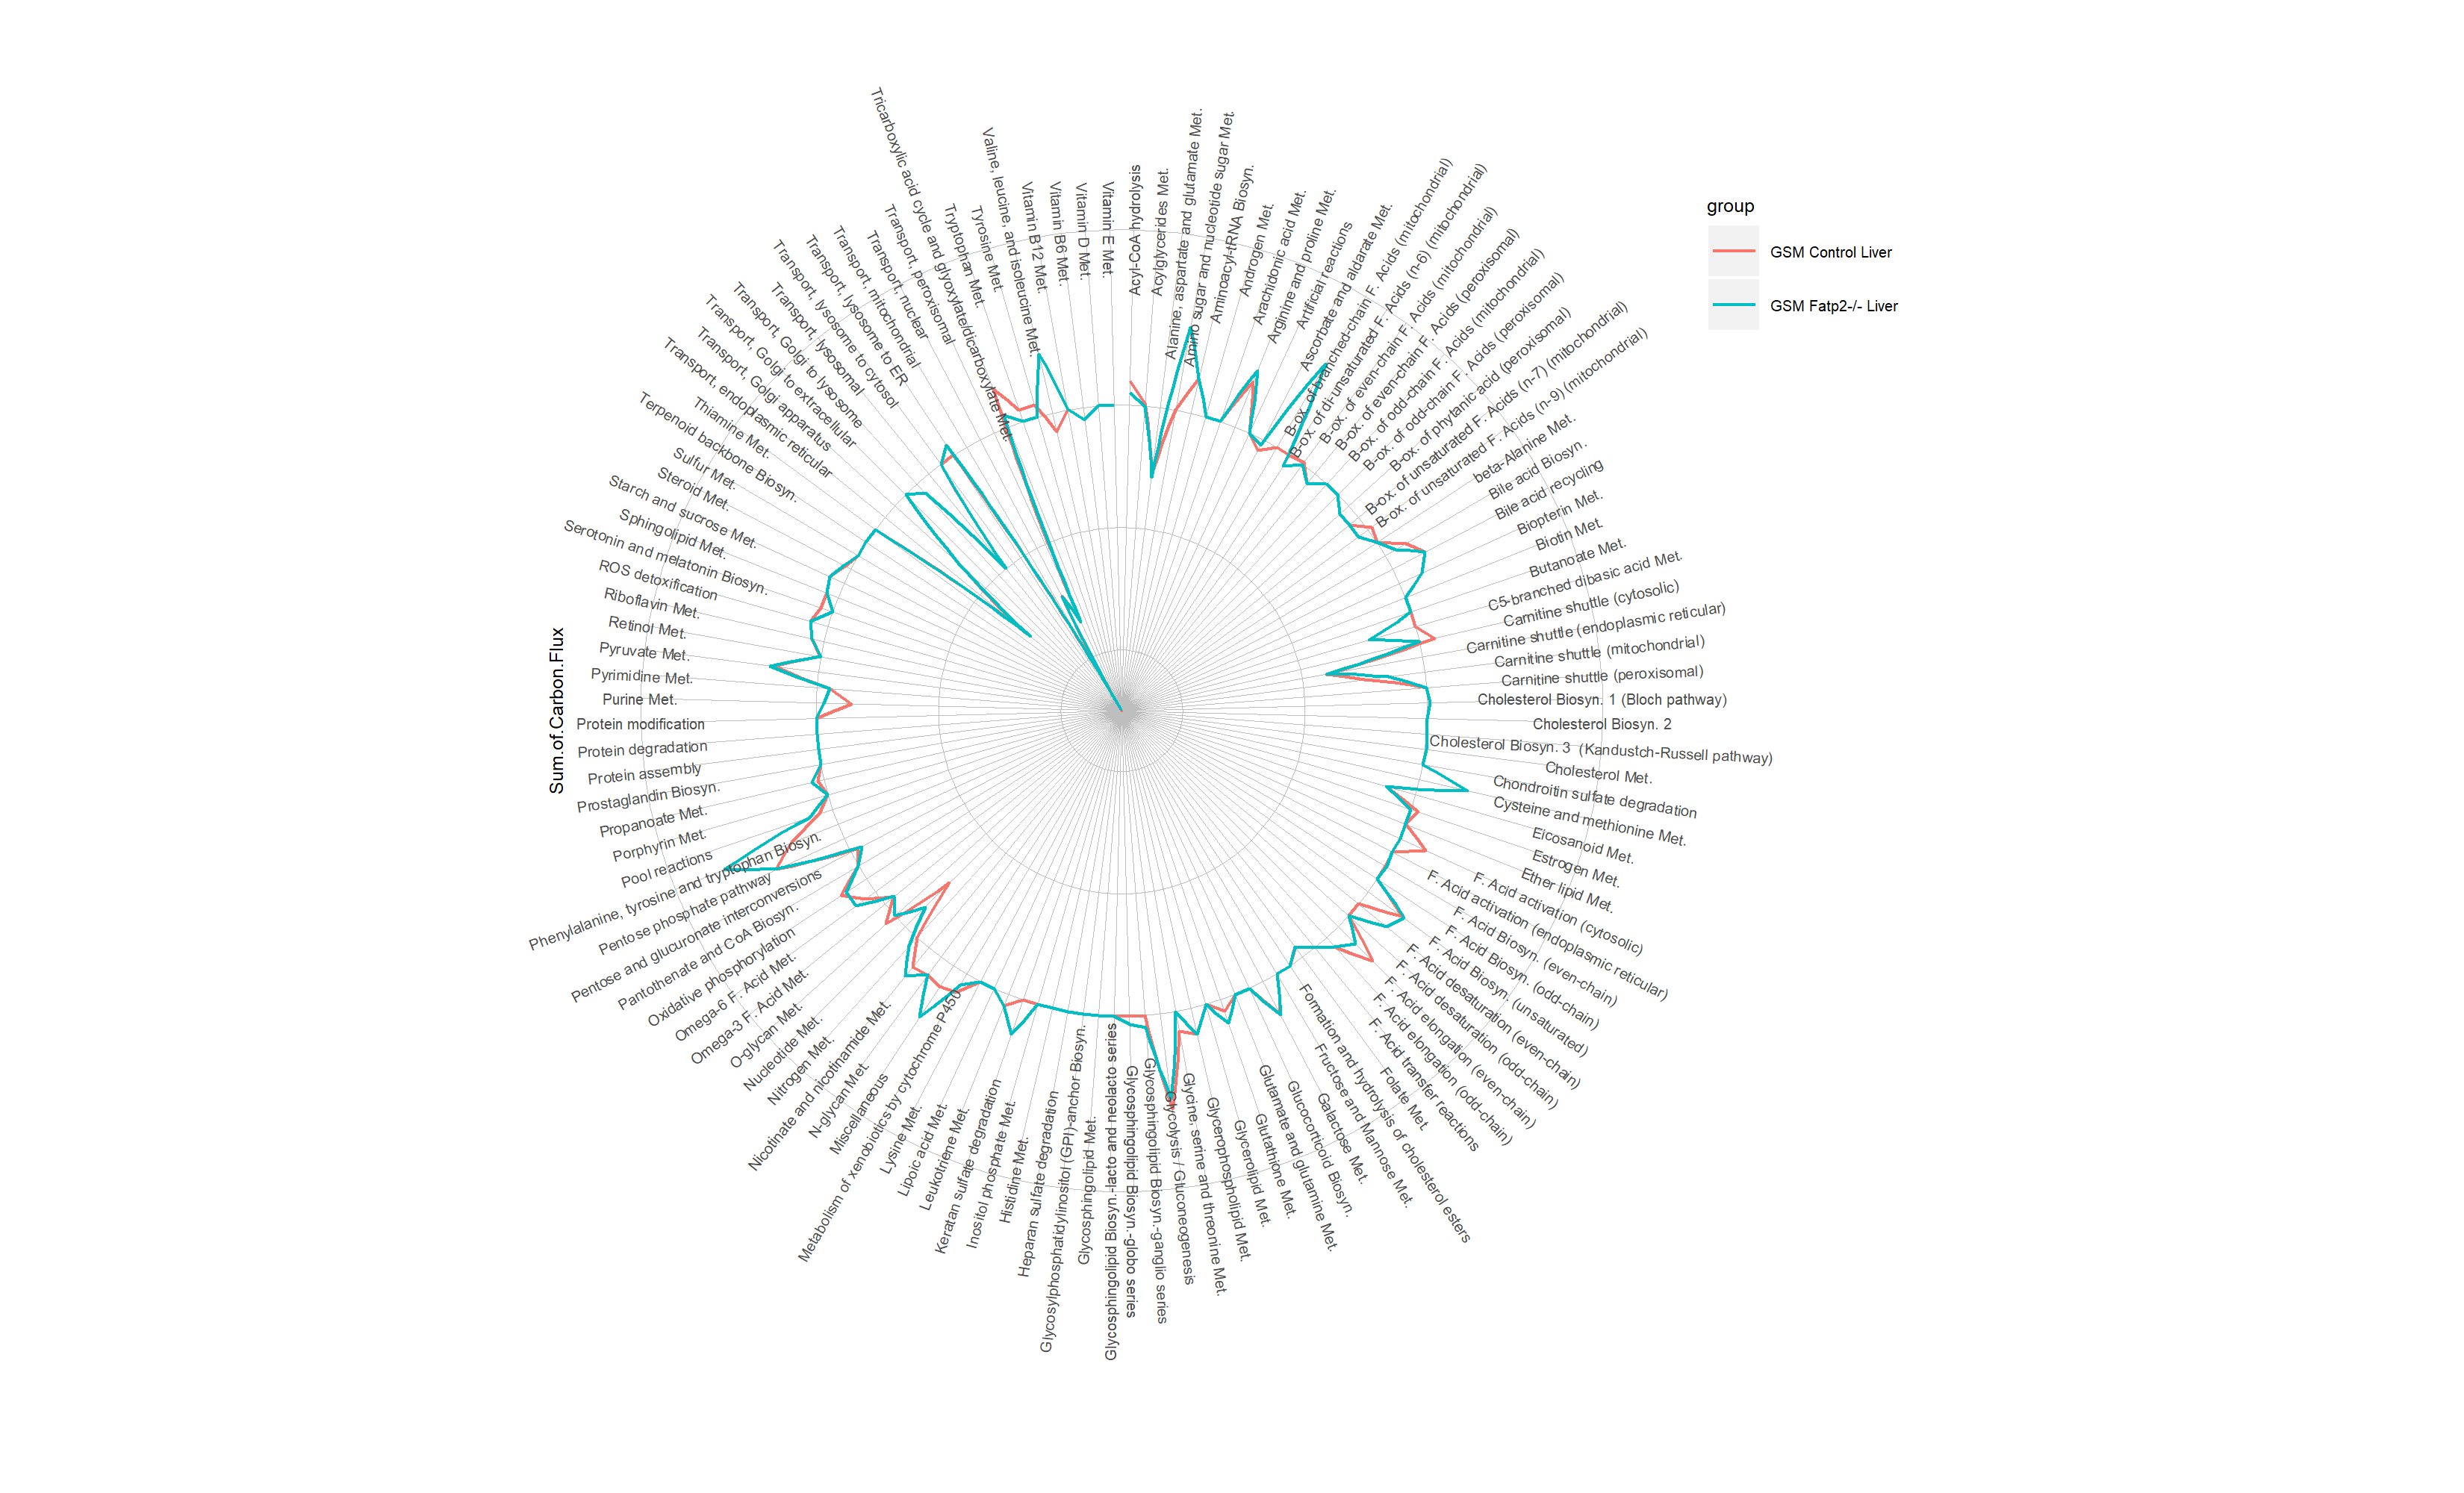 group
GSM Control Liver
GSM Fatp2-/- Liver
Sum.of.Carbon.Flux
Acyl-CoA hydrolysis
Acylglycerides Met.
Alanine, aspartate and glutamate Met.
Amino sugar and nucleotide sugar Met.
Aminoacyl-tRNA Biosyn.
Androgen Met.
Arachidonic acid Met.
Arginine and proline Met.
Artificial reactions
Ascorbate and aldarate Met.
B-ox. of branched-chain F. Acids (mitochondrial)
B-ox. of di-unsaturated F. Acids (n-6) (mitochondrial)
B-ox. of even-chain F. Acids (mitochondrial)
B-ox. of even-chain F. Acids (peroxisomal)
B-ox. of odd-chain F. Acids (mitochondrial)
B-ox. of odd-chain F. Acids (peroxisomal)
B-ox. of phytanic acid (peroxisomal)
B-ox. of unsaturated F. Acids (n-7) (mitochondrial)
B-ox. of unsaturated F. Acids (n-9) (mitochondrial)
beta-Alanine Met.
Bile acid Biosyn.
Bile acid recycling
Biopterin Met.
Biotin Met.
Butanoate Met.
C5-branched dibasic acid Met.
Carnitine shuttle (cytosolic)
Carnitine shuttle (endoplasmic reticular)
Carnitine shuttle (mitochondrial)
Carnitine shuttle (peroxisomal)
Cholesterol Biosyn. 1 (Bloch pathway)
Cholesterol Biosyn. 2
Cholesterol Biosyn. 3  (Kandustch-Russell pathway)
Cholesterol Met.
Chondroitin sulfate degradation
Cysteine and methionine Met.
Eicosanoid Met.
Estrogen Met.
Ether lipid Met.
F. Acid activation (cytosolic)
F. Acid activation (endoplasmic reticular)
F. Acid Biosyn. (even-chain)
F. Acid Biosyn. (odd-chain)
F. Acid Biosyn. (unsaturated)
F. Acid desaturation (even-chain)
F. Acid desaturation (odd-chain)
F. Acid elongation (even-chain)
F. Acid elongation (odd-chain)
F. Acid transfer reactions
Folate Met.
Formation and hydrolysis of cholesterol esters
Fructose and Mannose Met.
Galactose Met.
Glucocorticoid Biosyn.
Glutamate and glutamine Met.
Glutathione Met.
Glycerolipid Met.
Glycerophospholipid Met.
Glycine, serine and threonine Met.
Glycolysis / Gluconeogenesis
Glycosphingolipid Biosyn.-ganglio series
Glycosphingolipid Biosyn.-globo series
Glycosphingolipid Biosyn.-lacto and neolacto series
Glycosphingolipid Met.
Glycosylphosphatidylinositol (GPI)-anchor Biosyn.
Heparan sulfate degradation
Histidine Met.
Inositol phosphate Met.
Keratan sulfate degradation
Leukotriene Met.
Lipoic acid Met.
Lysine Met.
Metabolism of xenobiotics by cytochrome P450
Miscellaneous
N-glycan Met.
Nicotinate and nicotinamide Met.
Nitrogen Met.
Nucleotide Met.
O-glycan Met.
Omega-3 F. Acid Met.
Omega-6 F. Acid Met.
Oxidative phosphorylation
Pantothenate and CoA Biosyn.
Pentose and glucuronate interconversions
Pentose phosphate pathway
Phenylalanine, tyrosine and tryptophan Biosyn.
Pool reactions
Porphyrin Met.
Propanoate Met.
Prostaglandin Biosyn.
Protein assembly
Protein degradation
Protein modification
Purine Met.
Pyrimidine Met.
Pyruvate Met.
Retinol Met.
Riboflavin Met.
ROS detoxification
Serotonin and melatonin Biosyn.
Sphingolipid Met.
Starch and sucrose Met.
Steroid Met.
Sulfur Met.
Terpenoid backbone Biosyn.
Thiamine Met.
Transport, endoplasmic reticular
Transport, Golgi apparatus
Transport, Golgi to extracellular
Transport, Golgi to lysosome
Transport, lysosomal
Transport, lysosome to cytosol
Transport, lysosome to ER
Transport, mitochondrial
Transport, nuclear
Transport, peroxisomal
Tricarboxylic acid cycle and glyoxylate/dicarboxylate Met.
Tryptophan Met.
Tyrosine Met.
Valine, leucine, and isoleucine Met.
Vitamin B12 Met.
Vitamin B6 Met.
Vitamin D Met.
Vitamin E Met.